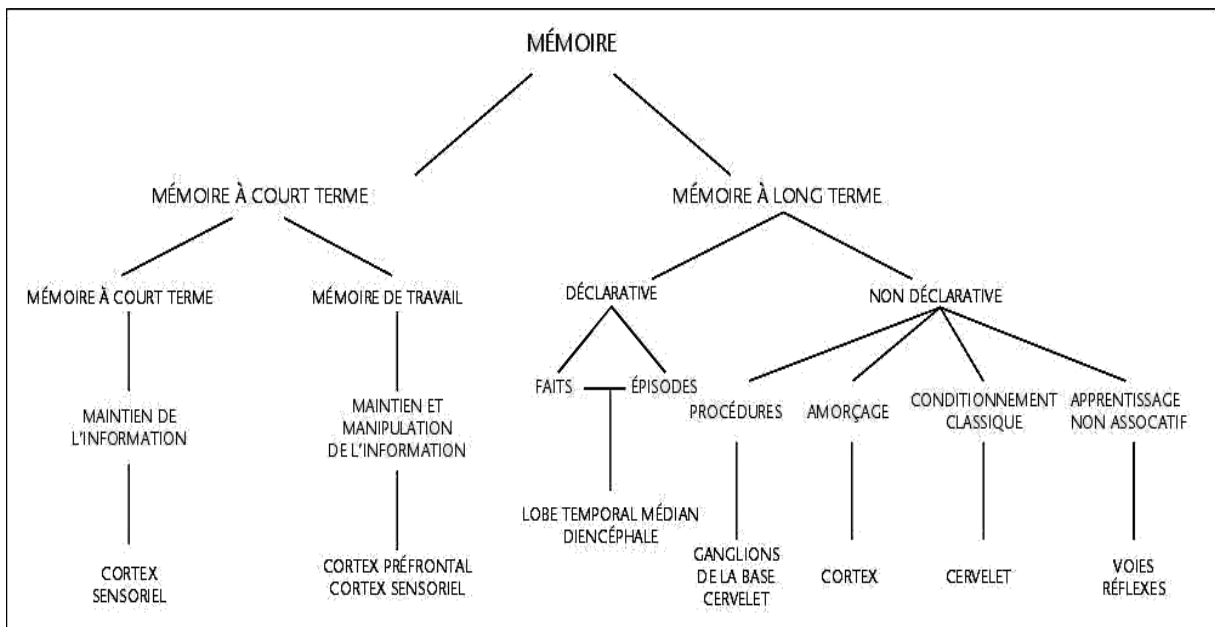 MÉMOIRE
MÉMOIRE À COURT TERME
MÉMOIRE À LONG TERME
MÉMOIRE À COURT TERME
MÉMOIRE DE TRAVAIL
DÉCLARATIVE
NON DÉCLARATIVE
FAITS
ÉPISODES
MAINTIEN DE
L'INFORMATION
MAINTIEN ET
MANIPULATION
DE L'INFORMATION
PROCÉDURES
AMORÇAGE
CONDITIONNEMENT
CLASSIQUE
APPRENTISSAGE
NON ASSOCATIF
LOBE TEMPORAL MÉDIAN
DIENCÉPHALE
CORTEX
SENSORIEL
CORTEX PRÉFRONTAL
CORTEX SENSORIEL
GANGLIONS
DE LA BASE
CERVELET
CORTEX
CERVELET
VOIES
RÉFLEXES